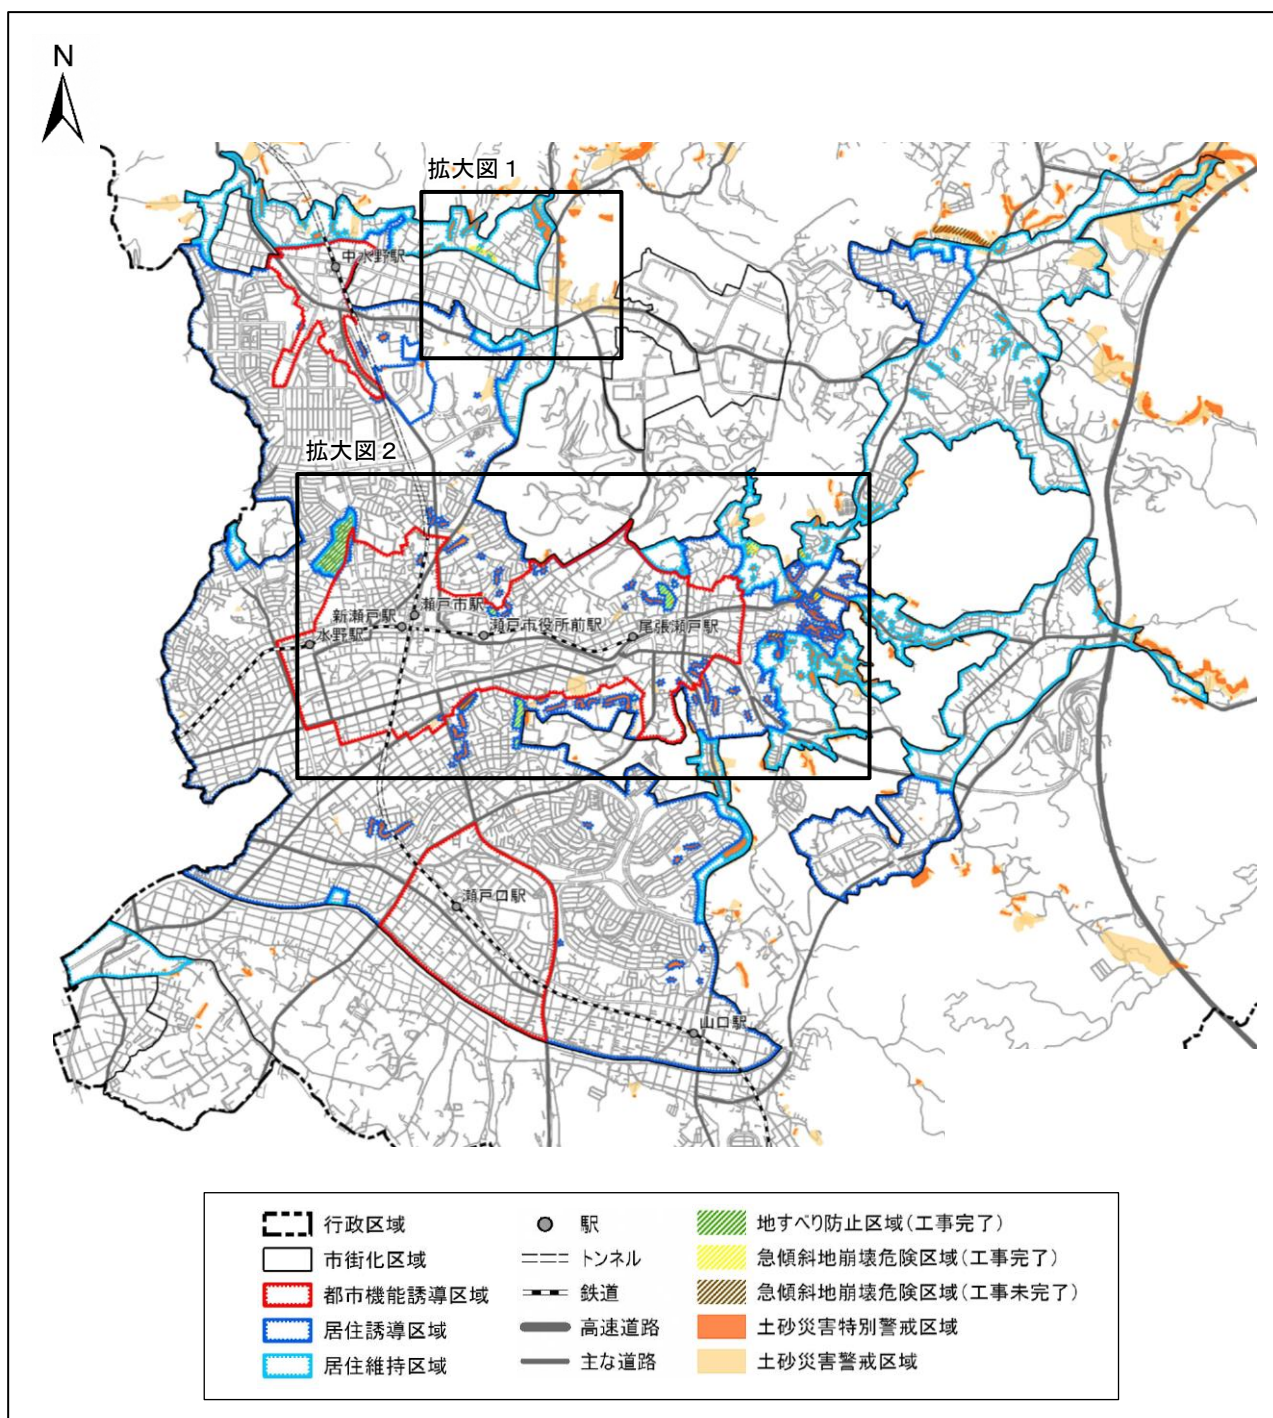 N
拡大図1
中水野駅
拡大図2
瀬戸市駅
新瀬戸駅
水野駅
瀬戸市役所前駅
尾張瀬戸駅
瀬戸口駅
山口駅
行政区域
市街化区域
都市機能誘導区域
居住誘導区域
居住維持区域
駅
トンネル
鉄道
高速道路
主な道路
地すべり防止区域(工事完了)
急傾斜地崩壊危険区域(工事完了)
急傾斜地崩壊危険区域(工事未完了)
土砂災害特別警戒区域
土砂災害警戒区域